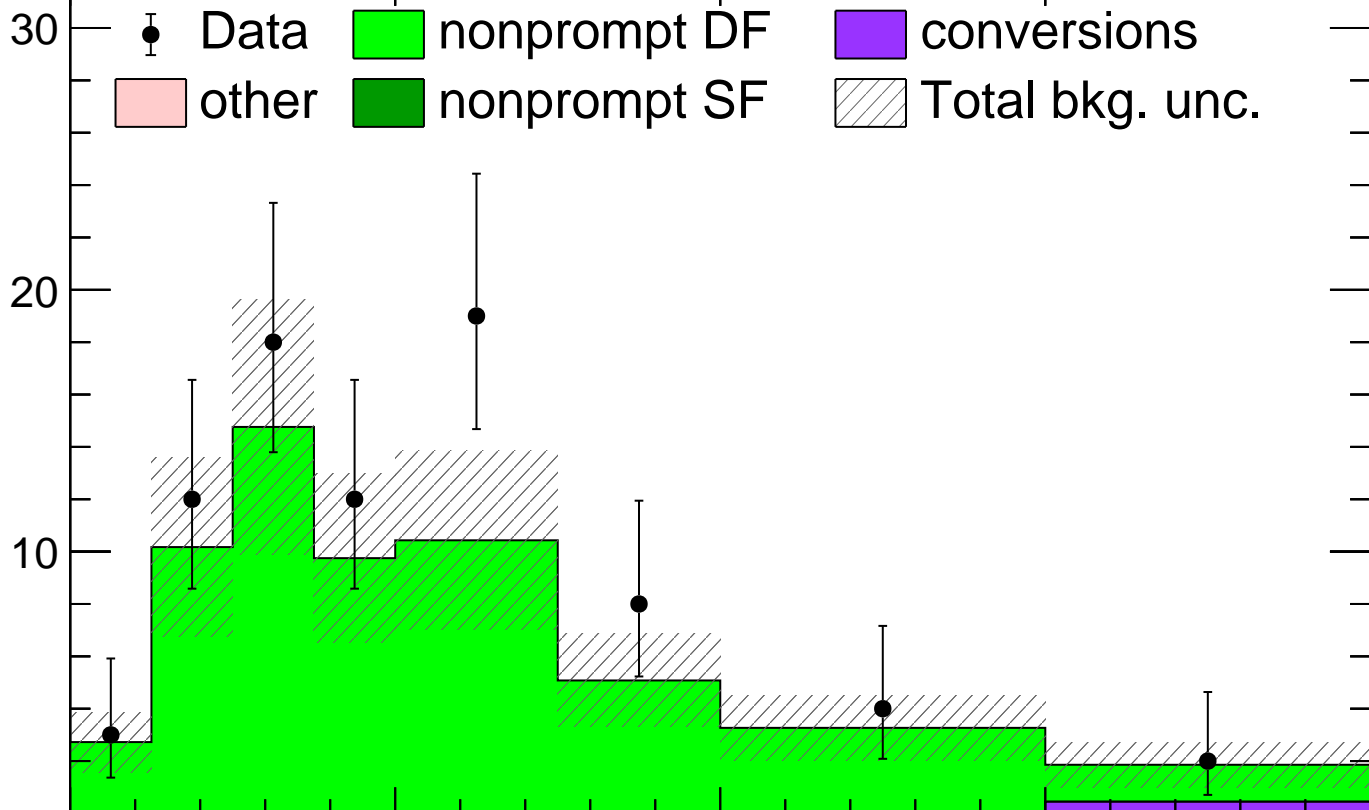 30
Data
nonprompt DF
conversions
other
nonprompt SF
Total bkg. unc.
20
10